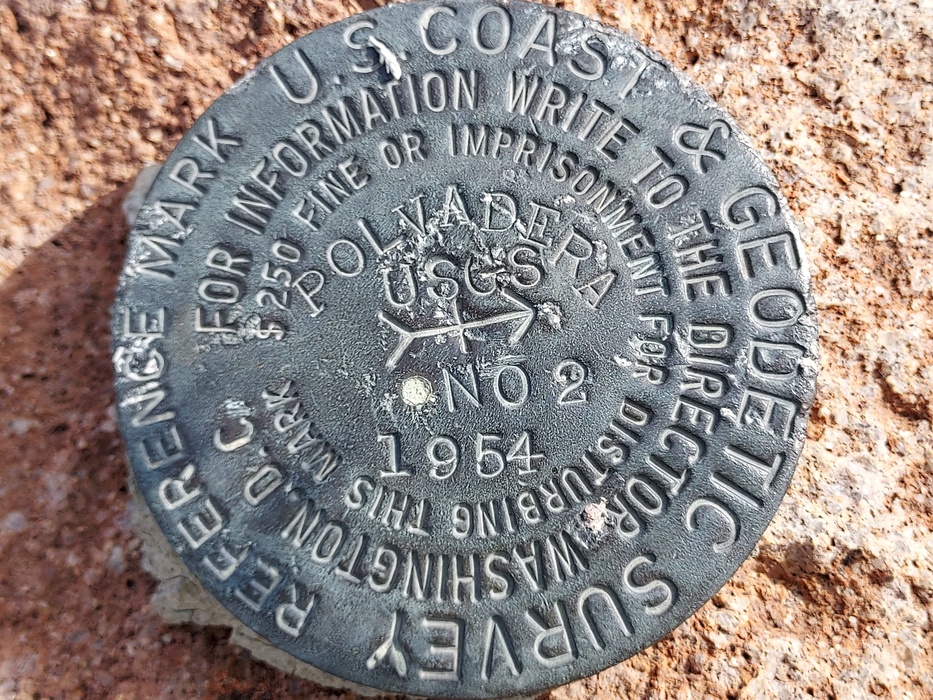 U.S. COAST & GEODETIC SURVEY
REFERENCE MARK
FOR INFORMATION WRITE TO THE DIRECTOR, WASHINGTON, D.C.
$250 FINE OR IMPRISONMENT FOR DISTURBING THIS MARK
POLVADERA
USGS
NO 2
1954